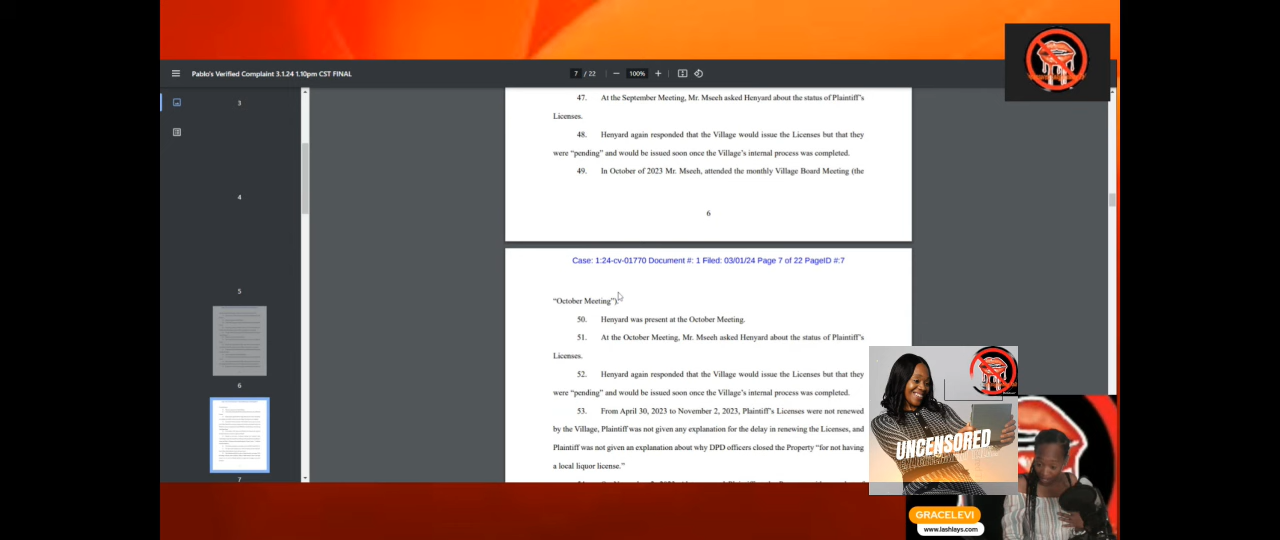 Pablo's Verified Complaint 3.1.24 1.10pm CST FINAL
7 / 22
100%
3
4
5
6
7
47. At the September Meeting, Mr. Mseeh asked Henyard about the status of Plaintiff's
Licenses.
48. Henyard again responded that the Village would issue the Licenses but that they
were "pending" and would be issued soon once the Village's internal process was completed.
49. In October of 2023 Mr. Mseeh, attended the monthly Village Board Meeting (the
6
Case: 1:24-cv-01770 Document #: 1 Filed: 03/01/24 Page 7 of 22 PageID #:7
"October Meeting").
50. Henyard was present at the October Meeting.
51. At the October Meeting, Mr. Mseeh asked Henyard about the status of Plaintiff's
Licenses.
52. Henyard again responded that the Village would issue the Licenses but that they
were "pending" and would be issued soon once the Village's internal process was completed.
53. From April 30, 2023 to November 2, 2023, Plaintiff's Licenses were not renewed
by the Village, Plaintiff was not given any explanation for the delay in renewing the Licenses, and
Plaintiff was not given an explanation about why DPD officers closed the Property "for not having
a local liquor license."
UNCENSORED
GRACELEVI
www.lashlays.com